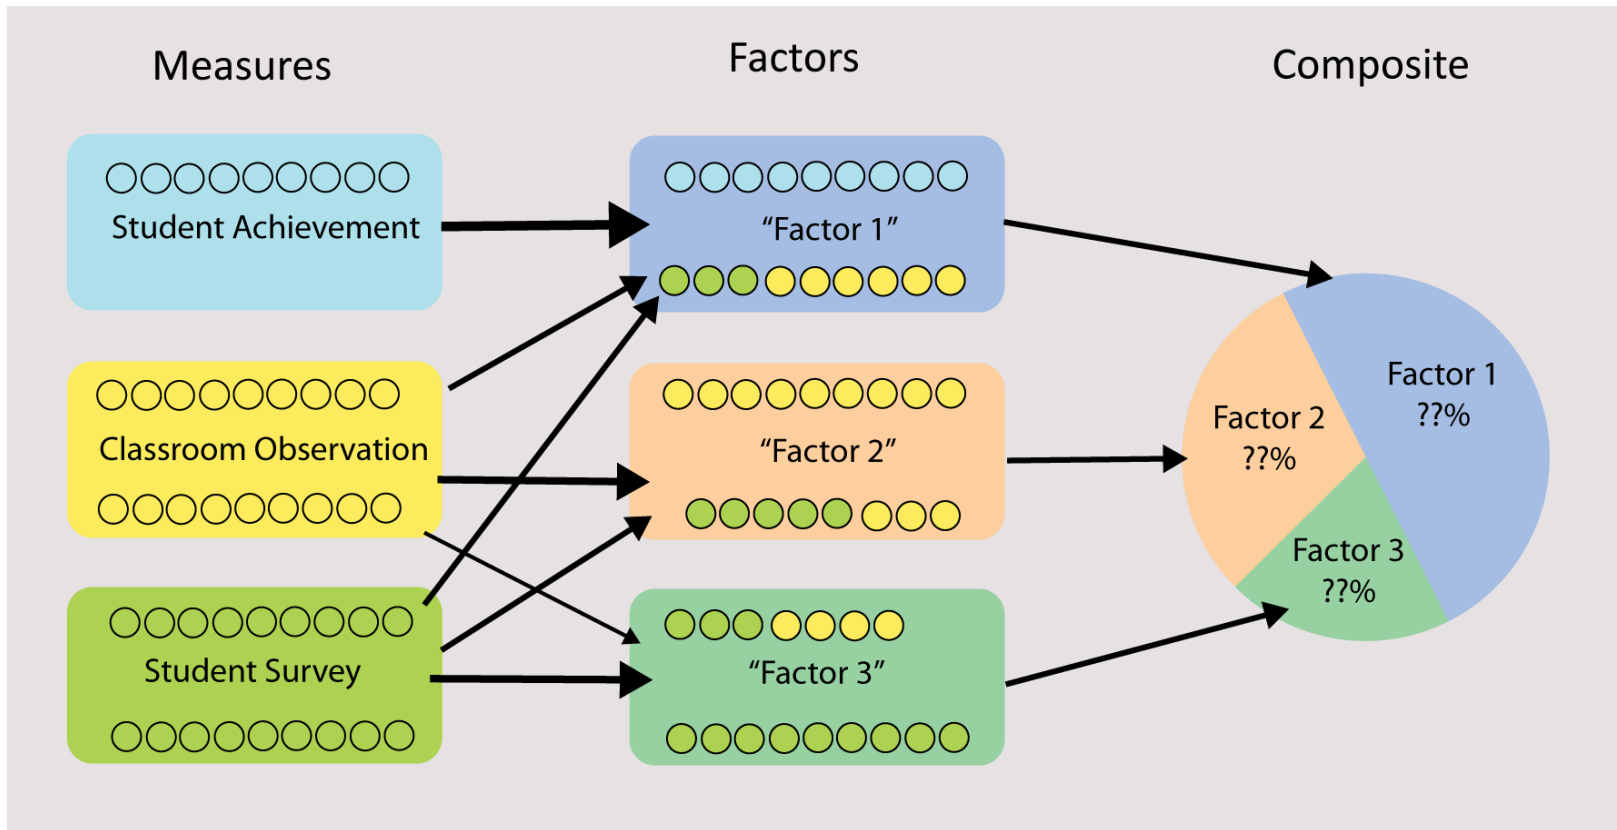 Measures
Factors
Composite
Student Achievement
“Factor 1”
Classroom Observation
“Factor 2”
Student Survey
“Factor 3”
Factor 1
??%
Factor 2
??%
Factor 3
??%